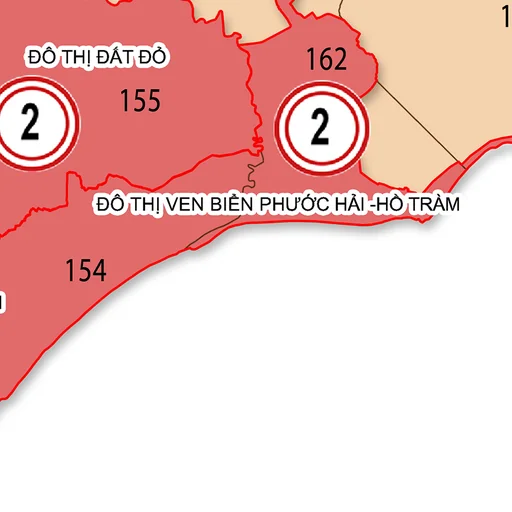 ĐÔ THỊ ĐẤT ĐỎ
162
155
2
2
ĐÔ THỊ VEN BIỂN PHƯỚC HẢI -HỒ TRÀM
154